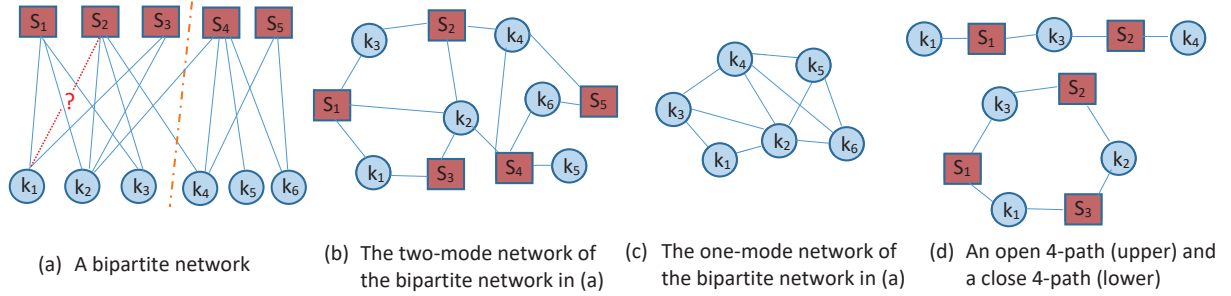 S₁ S₂ S₃ S₄ S₅
?
k₁ k₂ k₃ k₄ k₅ k₆
(a) A bipartite network
k₃ S₂ k₄
S₁ k₂ k₆ S₅
k₁ S₃ S₄ k₅
(b) The two-mode network of
the bipartite network in (a)
k₄ k₅
k₃
k₁ k₂ k₆
(c) The one-mode network of
the bipartite network in (a)
k₁ S₁ k₃ S₂ k₄
k₃ S₂
S₁ k₂
k₁ S₃
(d) An open 4-path (upper) and
a close 4-path (lower)